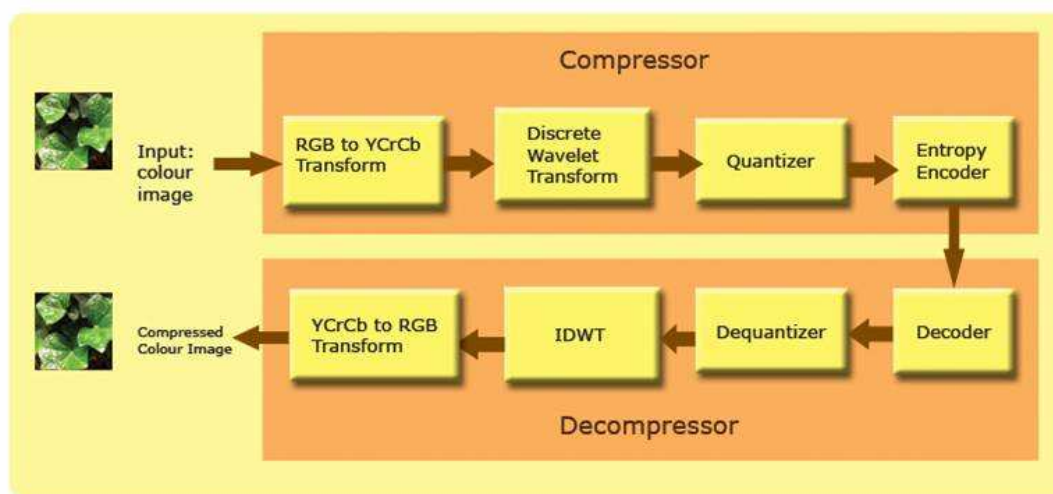 Compressor
Input:
colour
image
RGB to YCrCb
Transform
Discrete
Wavelet
Transform
Quantizer
Entropy
Encoder
Compressed
Colour Image
YCrCb to RGB
Transform
IDWT
Dequantizer
Decoder
Decompressor